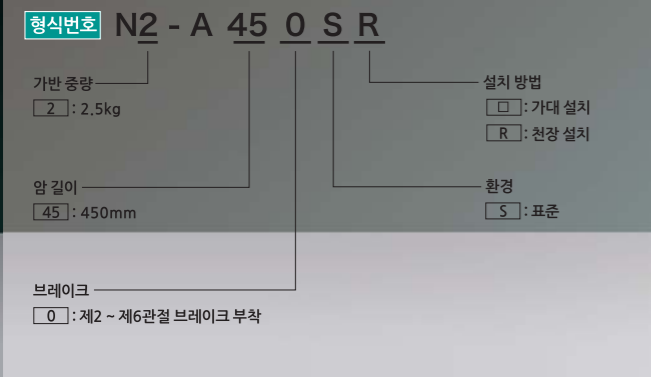 형식번호 N2 - A 45 0 S R
가반 중량
2 : 2.5kg
암 길이
45 : 450mm
브레이크
0 : 제2 ~ 제6관절 브레이크 부착
설치 방법
□ : 가대 설치
R : 천장 설치
환경
S : 표준